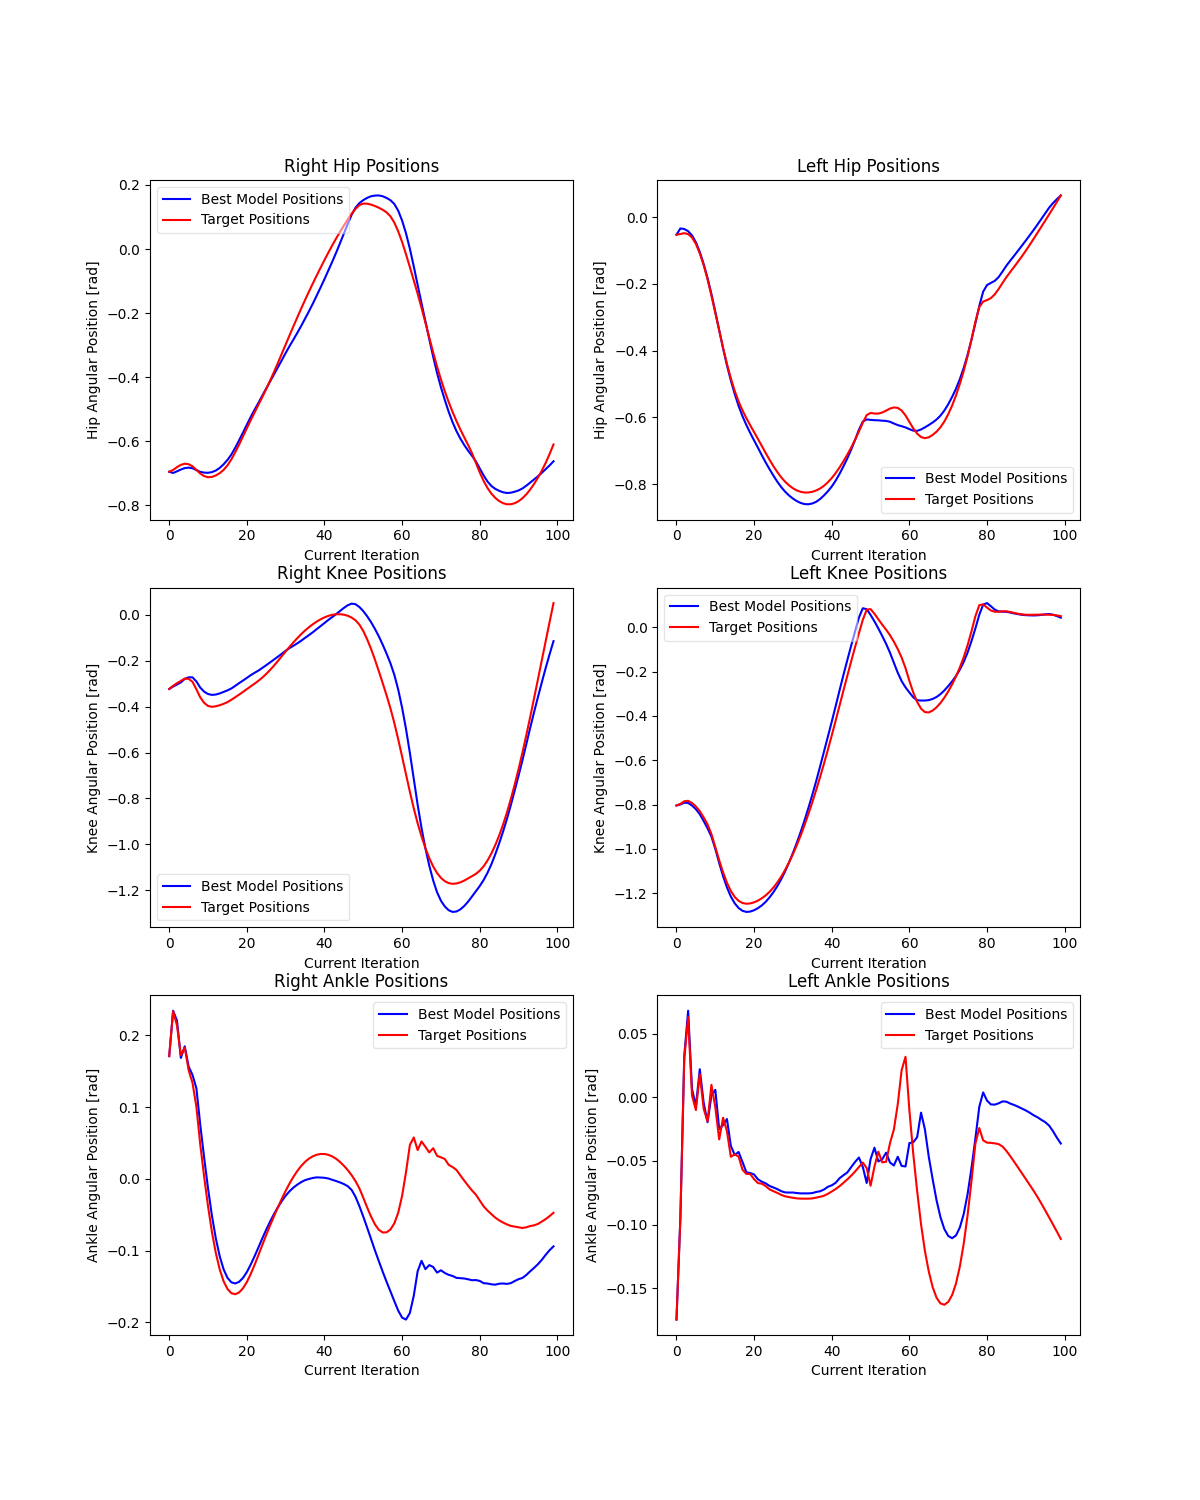 Right Hip Positions
Hip Angular Position [rad]
0.2
0.0
−0.2
−0.4
−0.6
−0.8
Best Model Positions
Target Positions
0 20 40 60 80 100
Current Iteration
Left Hip Positions
Hip Angular Position [rad]
0.0
−0.2
−0.4
−0.6
−0.8
Best Model Positions
Target Positions
0 20 40 60 80 100
Current Iteration
Right Knee Positions
Knee Angular Position [rad]
0.0
−0.2
−0.4
−0.6
−0.8
−1.0
−1.2
Best Model Positions
Target Positions
0 20 40 60 80 100
Current Iteration
Left Knee Positions
Knee Angular Position [rad]
0.0
−0.2
−0.4
−0.6
−0.8
−1.0
−1.2
Best Model Positions
Target Positions
0 20 40 60 80 100
Current Iteration
Right Ankle Positions
Ankle Angular Position [rad]
0.2
0.1
0.0
−0.1
−0.2
Best Model Positions
Target Positions
0 20 40 60 80 100
Current Iteration
Left Ankle Positions
Ankle Angular Position [rad]
0.05
0.00
−0.05
−0.10
−0.15
Best Model Positions
Target Positions
0 20 40 60 80 100
Current Iteration